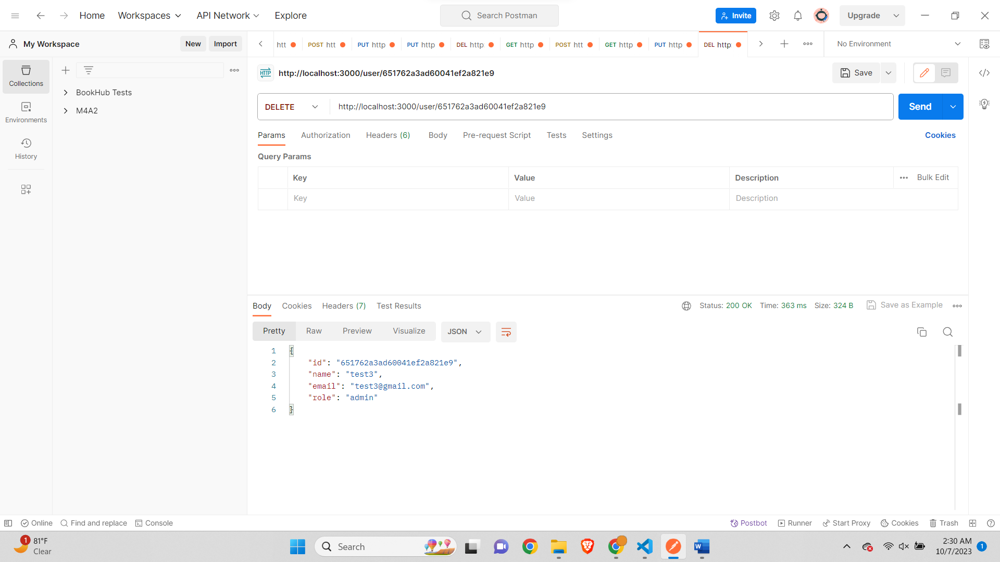 Home Workspaces API Network Explore Search Postman Invite Upgrade
My Workspace New Import htt POST htt PUT http PUT http DEL http GET http POST htt GET http PUT http DEL http No Environment
Collections
Environments
History
BookHub Tests
M4A2
HTTP http://localhost:3000/user/651762a3ad60041ef2a821e9 Save
DELETE http://localhost:3000/user/651762a3ad60041ef2a821e9 Send
Params Authorization Headers (6) Body Pre-request Script Tests Settings Cookies
Query Params
Key Value Description Bulk Edit
Key Value Description
Body Cookies Headers (7) Test Results Status: 200 OK Time: 363 ms Size: 324 B Save as Example
Pretty Raw Preview Visualize JSON
1 {
2 "id": "651762a3ad60041ef2a821e9",
3 "name": "test3",
4 "email": "test3@gmail.com",
5 "role": "admin"
6 }
Online Find and replace Console Postbot Runner Start Proxy Cookies Trash
1 81°F
Clear
Search
W
2:30 AM
10/7/2023 1